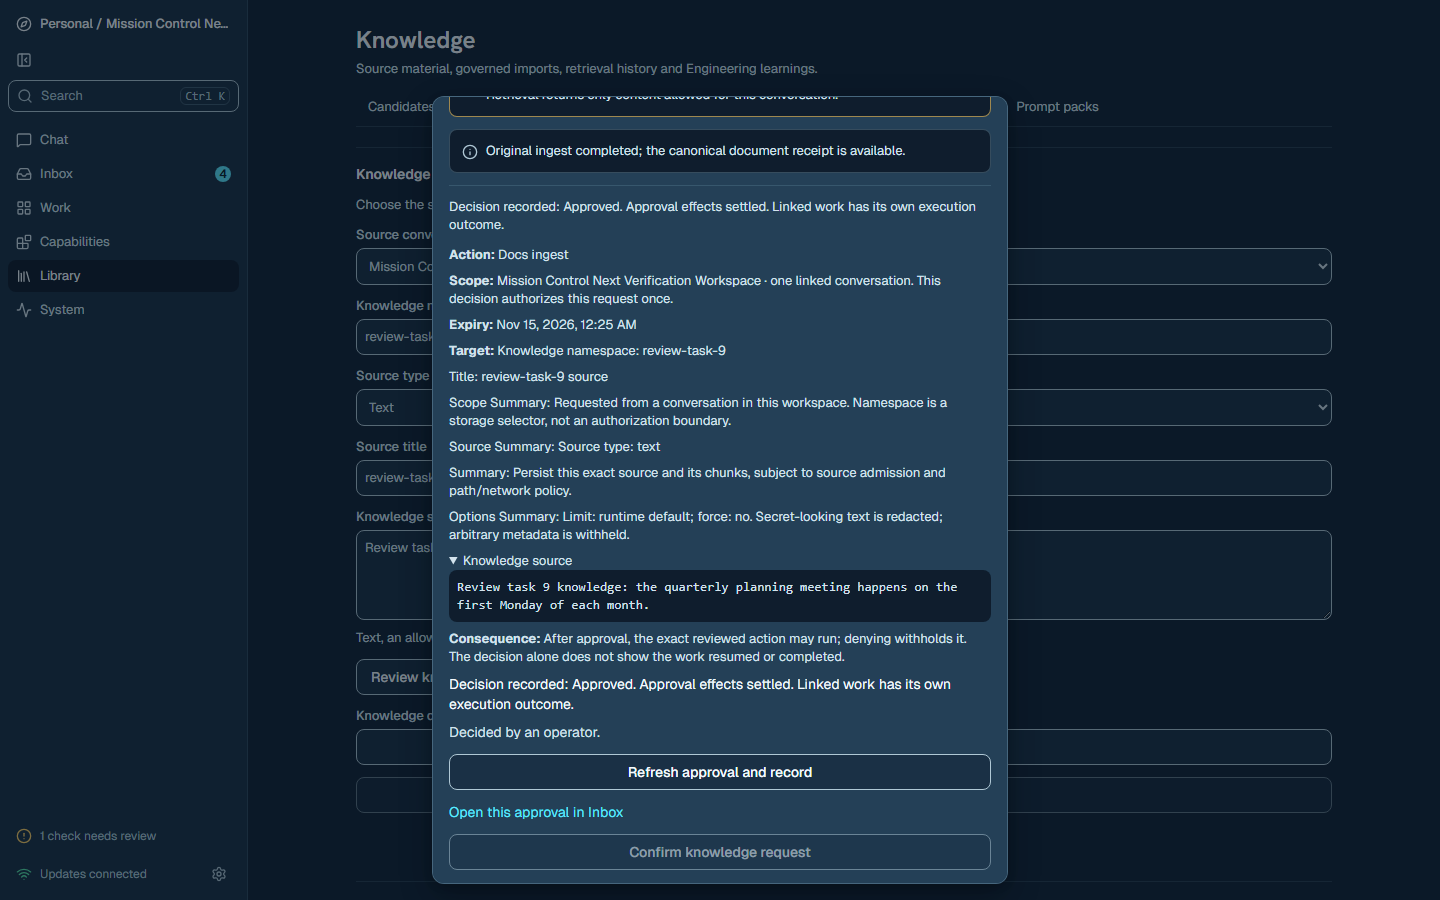 Personal / Mission Control Ne...
Search
Ctrl K
Chat
Inbox
4
Work
Capabilities
Library
System
1 check needs review
Updates connected
Knowledge
Source material, governed imports, retrieval history and Engineering learnings.
Candidates
Prompt packs
Knowledge
Choose the s
Source conv
Mission Co
Knowledge n
review-task
Source type
Text
Source title
review-task
Knowledge s
Review task
Text, an allow
Review kn
Knowledge o
Retrieval returns only content allowed for this conversation.
Original ingest completed; the canonical document receipt is available.
Decision recorded: Approved. Approval effects settled. Linked work has its own execution
outcome.
Action: Docs ingest
Scope: Mission Control Next Verification Workspace · one linked conversation. This
decision authorizes this request once.
Expiry: Nov 15, 2026, 12:25 AM
Target: Knowledge namespace: review-task-9
Title: review-task-9 source
Scope Summary: Requested from a conversation in this workspace. Namespace is a
storage selector, not an authorization boundary.
Source Summary: Source type: text
Summary: Persist this exact source and its chunks, subject to source admission and
path/network policy.
Options Summary: Limit: runtime default; force: no. Secret-looking text is redacted;
arbitrary metadata is withheld.
▼ Knowledge source
Review task 9 knowledge: the quarterly planning meeting happens on the
first Monday of each month.
Consequence: After approval, the exact reviewed action may run; denying withholds it.
The decision alone does not show the work resumed or completed.
Decision recorded: Approved. Approval effects settled. Linked work has its own
execution outcome.
Decided by an operator.
Refresh approval and record
Open this approval in Inbox
Confirm knowledge request